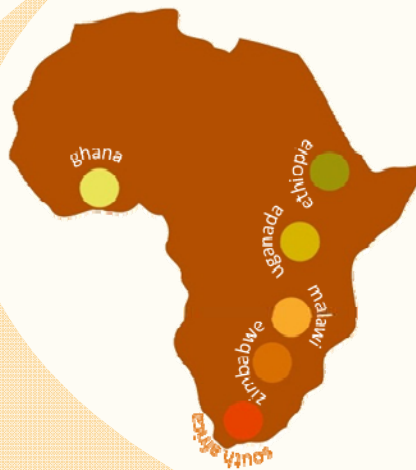 ghana
ethiopia
uganada
malawi
zimbabwe
south africa